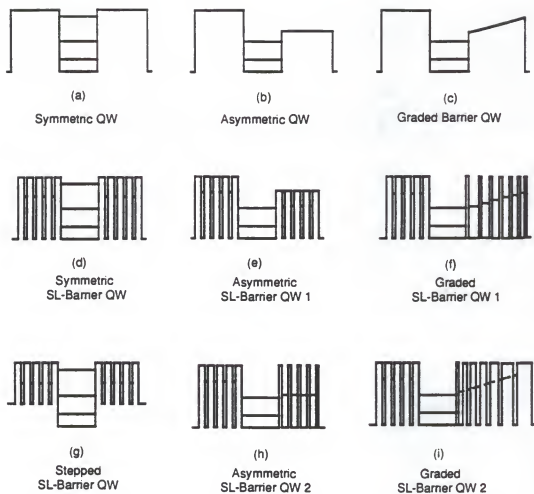 (a)
Symmetric QW
(b)
Asymmetric QW
(c)
Graded Barrier QW
(d)
Symmetric
SL-Barrier QW
(e)
Asymmetric
SL-Barrier QW 1
(f)
Graded
SL-Barrier QW 1
(g)
Stepped
SL-Barrier QW
(h)
Asymmetric
SL-Barrier QW 2
(i)
Graded
SL-Barrier QW 2